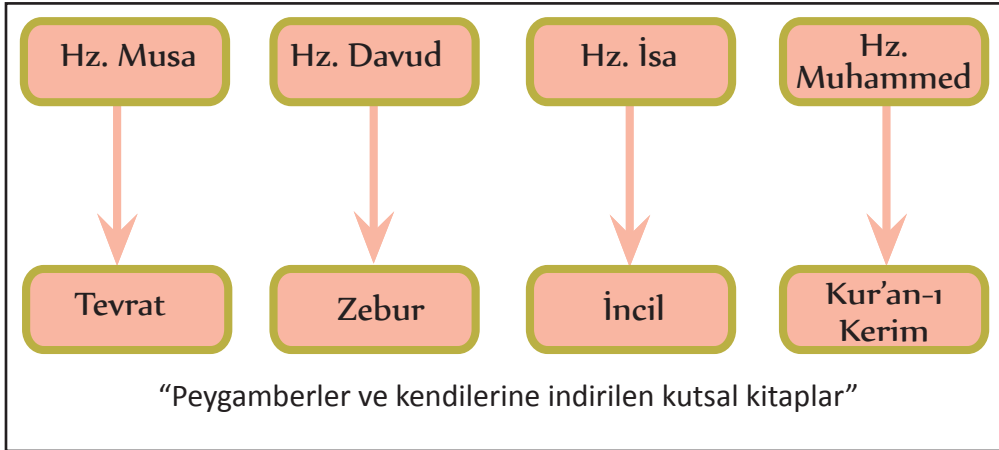 Hz. Musa
Hz. Davud
Hz. İsa
Hz.
Muhammed
Tevrat
Zebur
İncil
Kur’an-ı
Kerim
“Peygamberler ve kendilerine indirilen kutsal kitaplar”